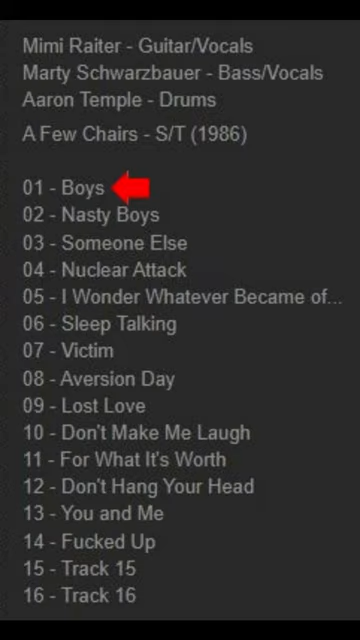 Mimi Raiter - Guitar/Vocals
Marty Schwarzbauer - Bass/Vocals
Aaron Temple - Drums
A Few Chairs - S/T (1986)
01 - Boys
02 - Nasty Boys
03 - Someone Else
04 - Nuclear Attack
05 - I Wonder Whatever Became of...
06 - Sleep Talking
07 - Victim
08 - Aversion Day
09 - Lost Love
10 - Don't Make Me Laugh
11 - For What It's Worth
12 - Don't Hang Your Head
13 - You and Me
14 - Fucked Up
15 - Track 15
16 - Track 16